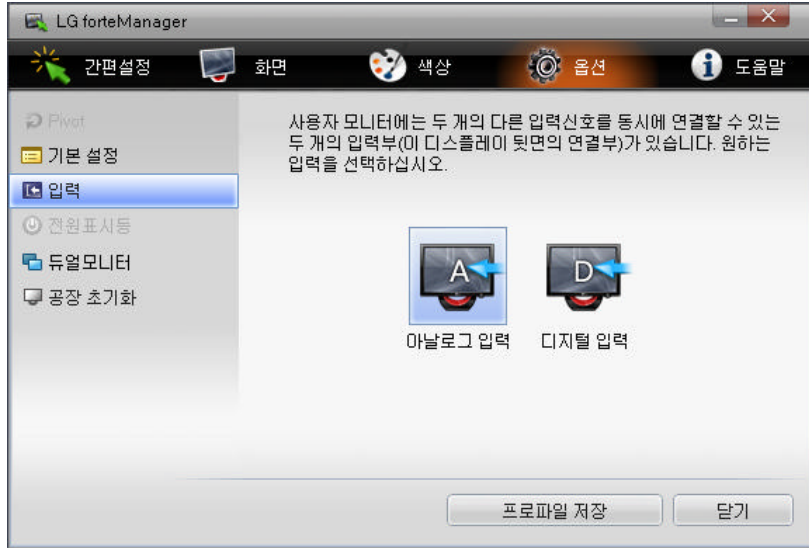 LG forteManager
간편설정 화면 색상 옵션 도움말
Pivot
기본 설정
입력
전원표시등
듀얼모니터
공장 초기화
사용자 모니터에는 두 개의 다른 입력신호를 동시에 연결할 수 있는
두 개의 입력부(이 디스플레이 뒷면의 연결부)가 있습니다. 원하는
입력을 선택하십시오.
A D
아날로그 입력 디지털 입력
프로파일 저장 닫기